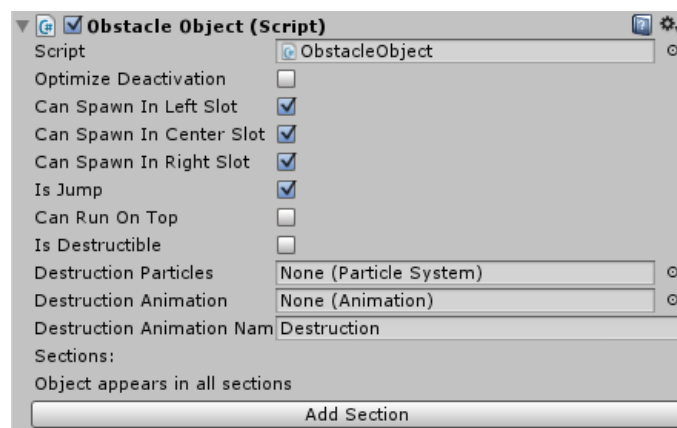 Obstacle Object (Script)
Script ObstacleObject
Optimize Deactivation
Can Spawn In Left Slot
Can Spawn In Center Slot
Can Spawn In Right Slot
Is Jump
Can Run On Top
Is Destructible
Destruction Particles None (Particle System)
Destruction Animation None (Animation)
Destruction Animation Nam Destruction
Sections:
Object appears in all sections
Add Section